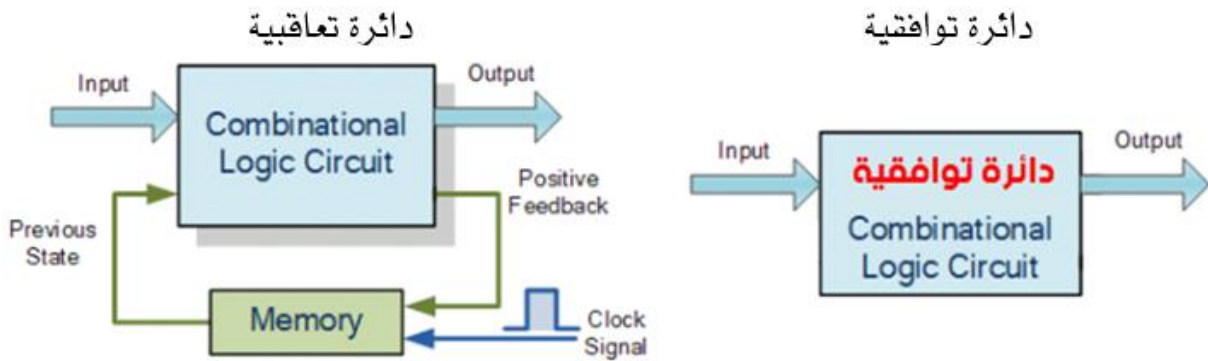 دائرة تعاقبية
Input
Combinational
Logic Circuit
Output
Positive
Feedback
Previous
State
Memory
Clock
Signal
دائرة توافقية
Input
دائرة توافقية
Combinational
Logic Circuit
Output